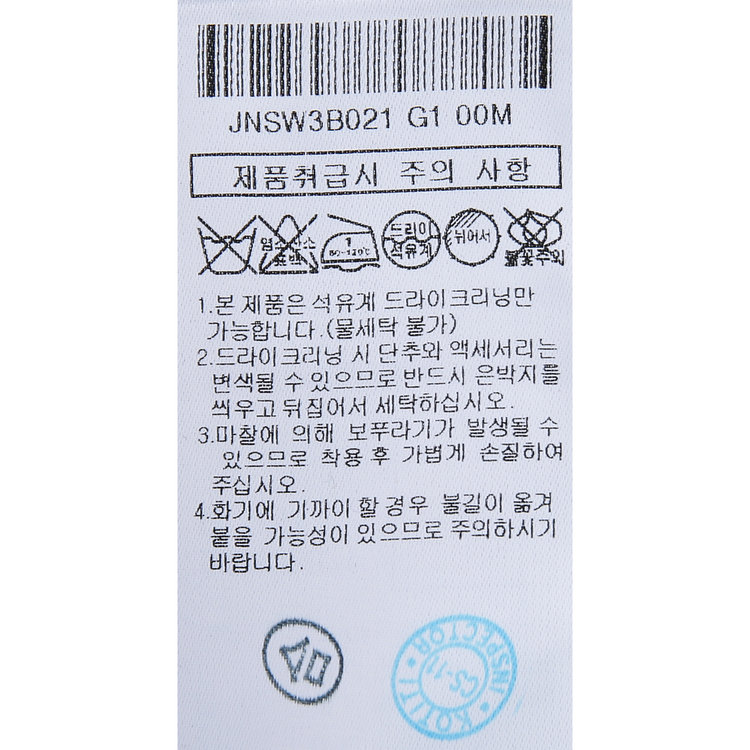 JNSW3B021 G1 00M
제품취급시 주의 사항
염소 산소
표백
1
80~120℃
드라이
석유계
뉘어서
불꽃주의
1.본 제품은 석유계 드라이크리닝만
가능합니다.(물세탁 불가)
2.드라이크리닝 시 단추와 액세서리는
변색될 수 있으므로 반드시 은박지를
씌우고 뒤집어서 세탁하십시오.
3.마찰에 의해 보푸라기가 발생될 수
있으므로 착용 후 가볍게 손질하여
주십시오.
4.화기에 가까이 할 경우 불길이 옮겨
붙을 가능성이 있으므로 주의하시기
바랍니다.
KOTITI INSPECTOR